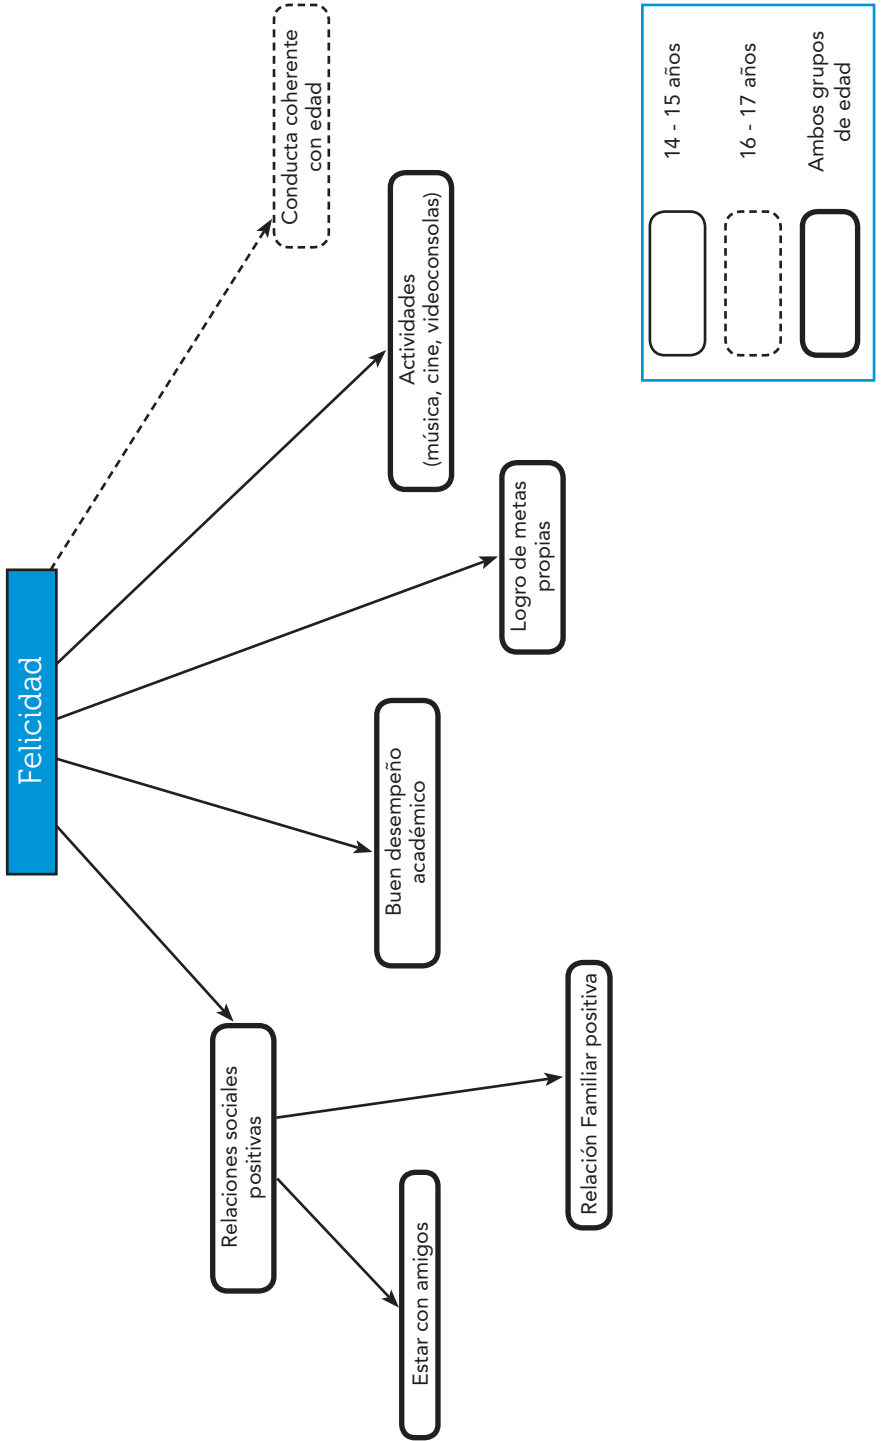 Felicidad
Relaciones sociales
positivas
Conducta coherente
con edad
Buen desempeño
académico
Actividades
(música, cine, videoconsolas)
Estar con amigos
Logro de metas
propias
Relación Familiar positiva
14 - 15 años
16 - 17 años
Ambos grupos
de edad